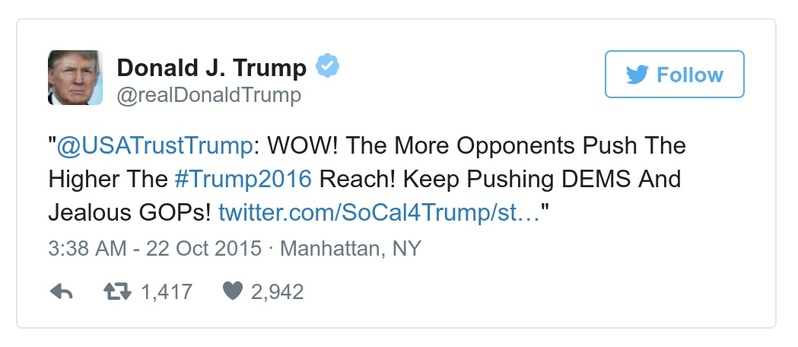 Donald J. Trump
@realDonaldTrump
Follow
"@USATrustTrump: WOW! The More Opponents Push The
Higher The #Trump2016 Reach! Keep Pushing DEMS And
Jealous GOPs! twitter.com/SoCal4Trump/st…"
3:38 AM - 22 Oct 2015 · Manhattan, NY
1,417 2,942